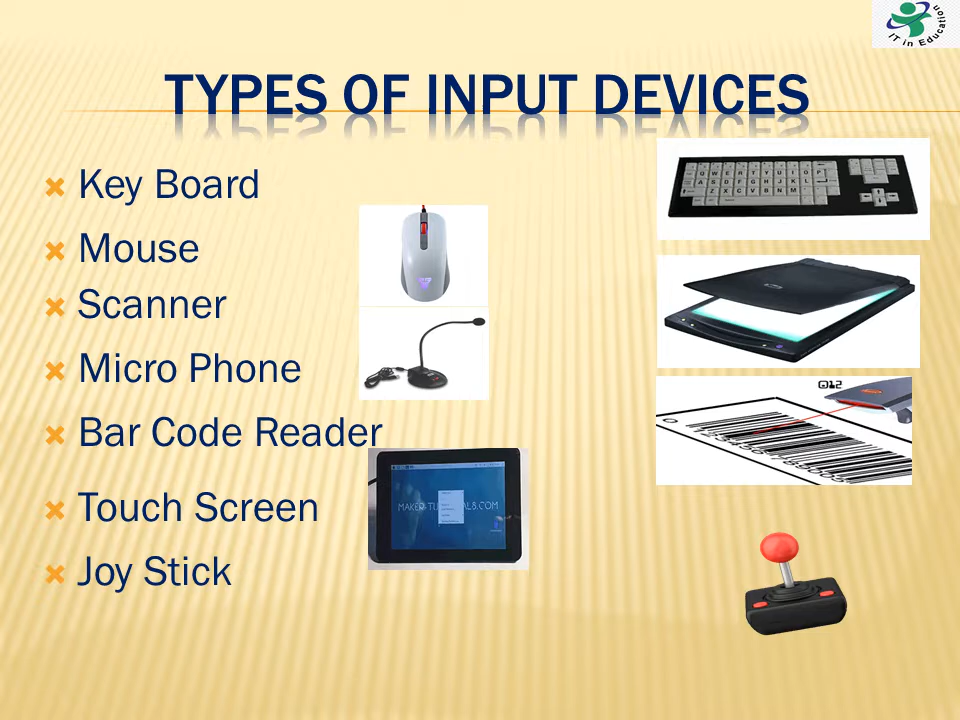 IT in Education
TYPES OF INPUT DEVICES
Key Board
Mouse
Scanner
Micro Phone
Bar Code Reader
Touch Screen
Joy Stick
Q W E R T Y U I O P
A S D F G H J K L
Z X C V B N M